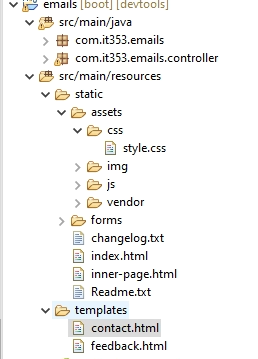 emails [boot] [devtools]
src/main/java
com.it353.emails
com.it353.emails.controller
src/main/resources
static
assets
css
style.css
img
js
vendor
forms
changelog.txt
index.html
inner-page.html
Readme.txt
templates
contact.html
feedback.html